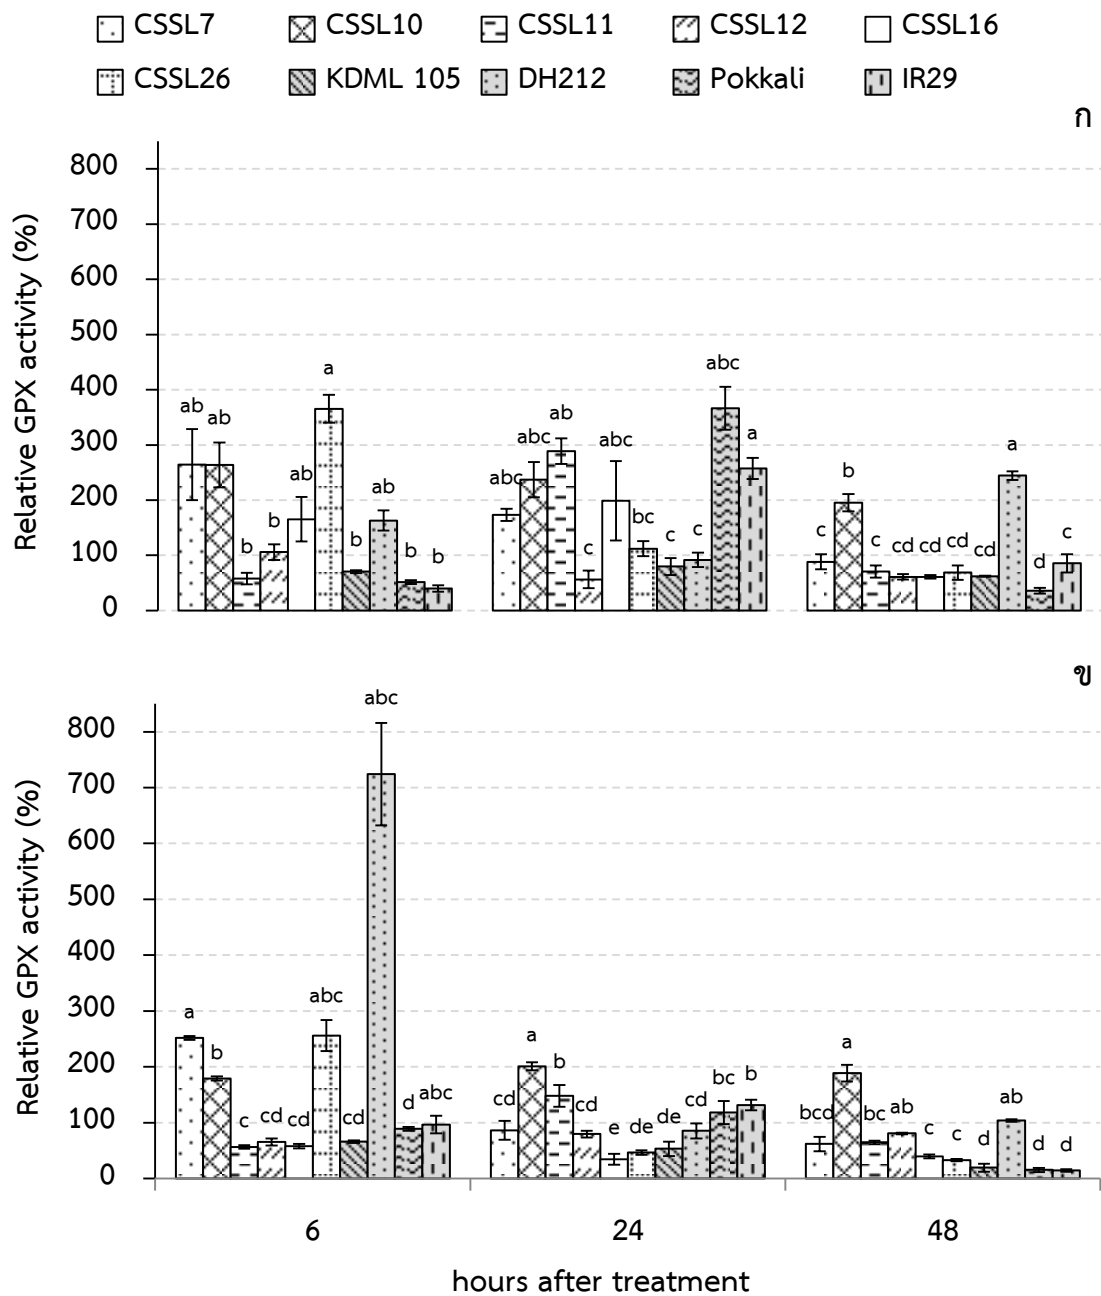 CSSL7 CSSL10 CSSL11 CSSL12 CSSL16
CSSL26 KDML 105 DH212 Pokkali IR29
ก
Relative GPX activity (%)
800
700
600
500
400
300
200
100
0
ab ab b ab ab a b ab b b
abc abc ab c abc bc c c abc a
c b c cd cd cd cd a d c
ข
Relative GPX activity (%)
800
700
600
500
400
300
200
100
0
a b c cd cd abc cd abc d abc
cd a b cd e de de cd bc b
bcd a bc ab c c d ab d d
6 24 48
hours after treatment